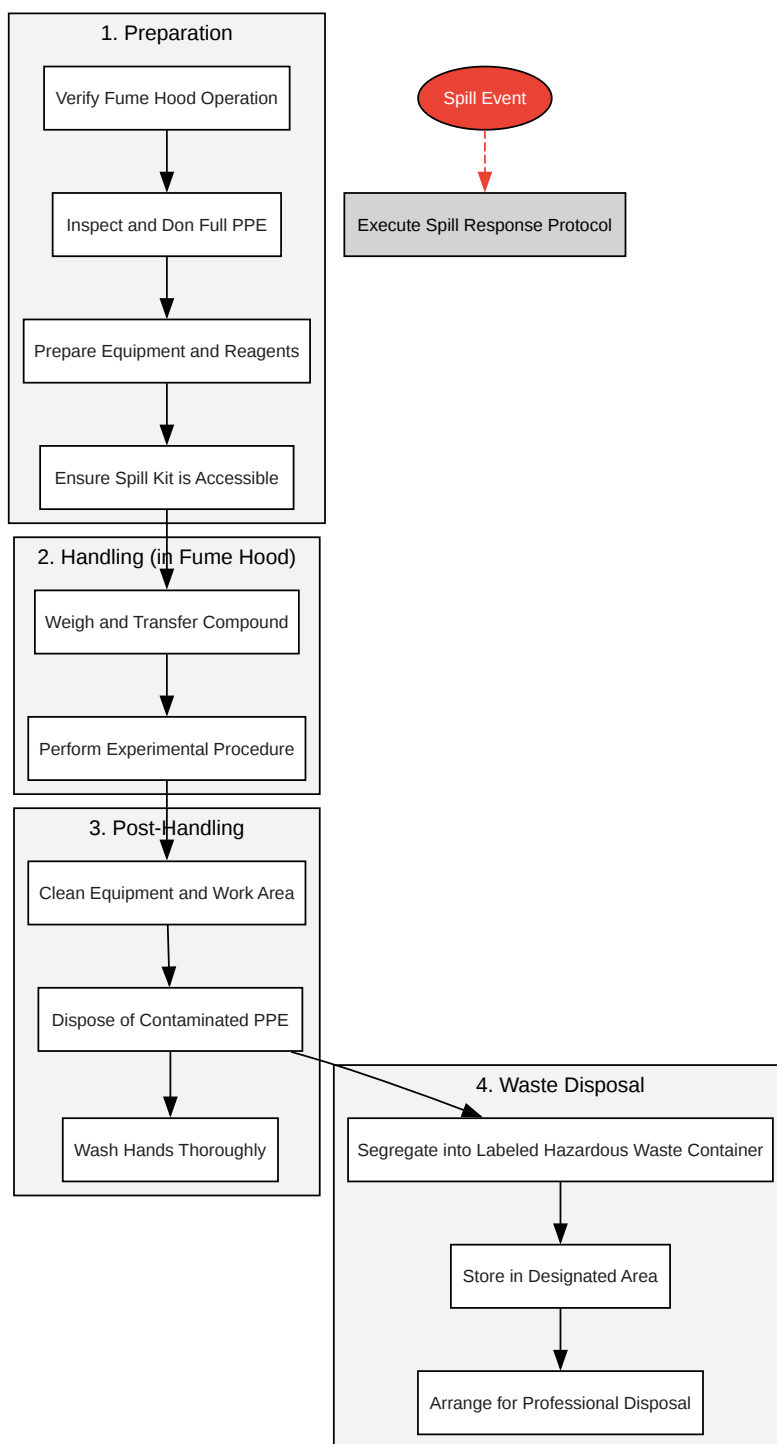 1. Preparation
Verify Fume Hood Operation
Inspect and Don Full PPE
Prepare Equipment and Reagents
Ensure Spill Kit is Accessible
Spill Event
Execute Spill Response Protocol
2. Handling (in Fume Hood)
Weigh and Transfer Compound
Perform Experimental Procedure
3. Post-Handling
Clean Equipment and Work Area
Dispose of Contaminated PPE
Wash Hands Thoroughly
4. Waste Disposal
Segregate into Labeled Hazardous Waste Container
Store in Designated Area
Arrange for Professional Disposal